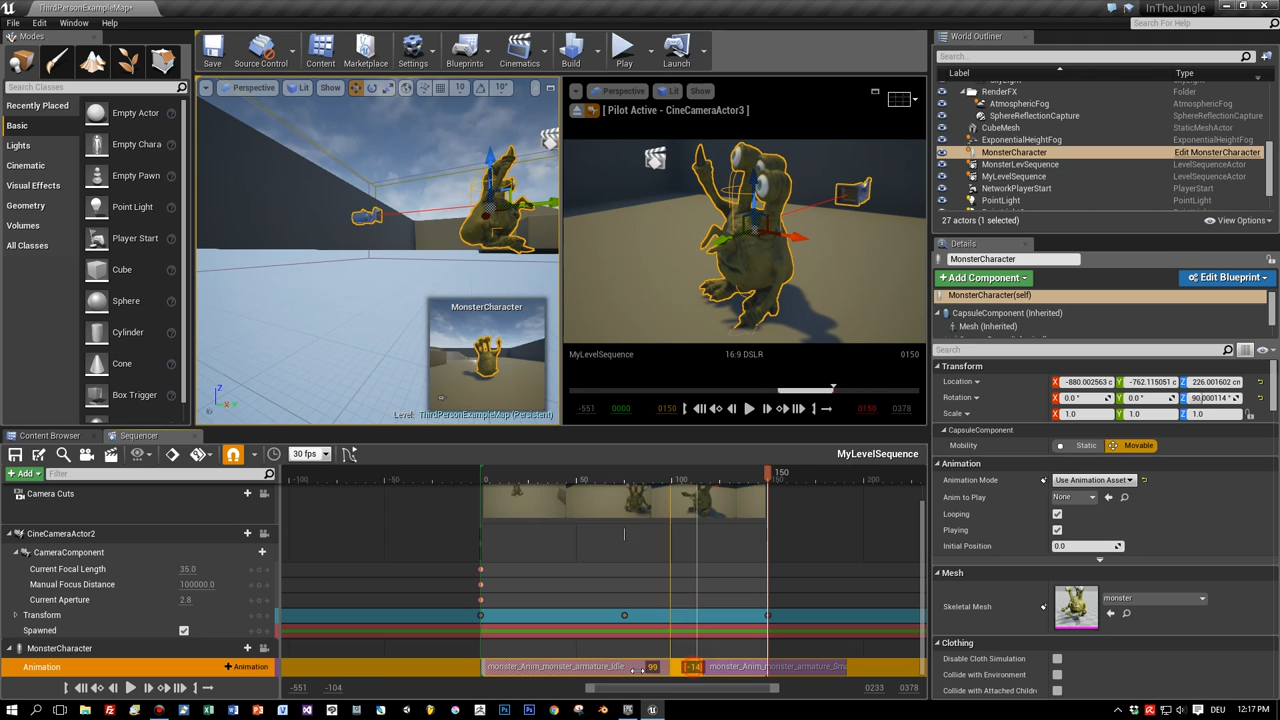 ThirdPersonExampleMap*
InTheJungle
File Edit Window Help
Search For Help
Modes
Search Classes
Recently Placed
Basic
Lights
Cinematic
Visual Effects
Geometry
Volumes
All Classes
Empty Actor
Empty Chara
Empty Pawn
Point Light
Player Start
Cube
Sphere
Cylinder
Cone
Box Trigger
Save
Source Control
Content
Marketplace
Settings
Blueprints
Cinematics
Build
Play
Launch
Perspective Lit Show 10 10°
MonsterCharacter
Level: ThirdPersonExampleMap (Persistent)
Perspective Lit Show
[ Pilot Active - CineCameraActor3 ]
MyLevelSequence 16:9 DSLR 0150
-551 0000 0150 0150 0378
World Outliner
Search...
Label Type
RenderFX Folder
AtmosphericFog AtmosphericFog
SphereReflectionCapture SphereReflectionCapture
CubeMesh StaticMeshActor
ExponentialHeightFog ExponentialHeightFog
MonsterCharacter Edit MonsterCharacter
MonsterLevSequence LevelSequenceActor
MyLevelSequence LevelSequenceActor
NetworkPlayerStart PlayerStart
PointLight PointLight
27 actors (1 selected) View Options
Details
MonsterCharacter
Add Component Edit Blueprint
MonsterCharacter(self)
CapsuleComponent (Inherited)
Mesh (Inherited)
Search
Transform
Location X -880.002563 c Y -762.115051 c Z 226.001602 cm
Rotation X 0.0 ° Y 0.0 ° Z 90.000114 °
Scale X 1.0 Y 1.0 Z 1.0
CapsuleComponent
Mobility Static Movable
Animation
Animation Mode Use Animation Asset
Anim to Play None
Looping
Playing
Initial Position 0.0
Mesh
Skeletal Mesh monster
Clothing
Disable Cloth Simulation
Collide with Environment
Collide with Attached Childre
Content Browser Sequencer
30 fps MyLevelSequence
Add Filter
-100 0 50 100 150 200
Camera Cuts
CineCameraActor2
CameraComponent
Current Focal Length 35.0
Manual Focus Distance 100000.0
Current Aperture 2.8
Transform
Spawned
MonsterCharacter
Animation + Animation
monster_Anim_monster_armature_Idle 99 [-14] monster_Anim_monster_armature_Sma
-551 -104 0233 0378
DEU 12:17 PM